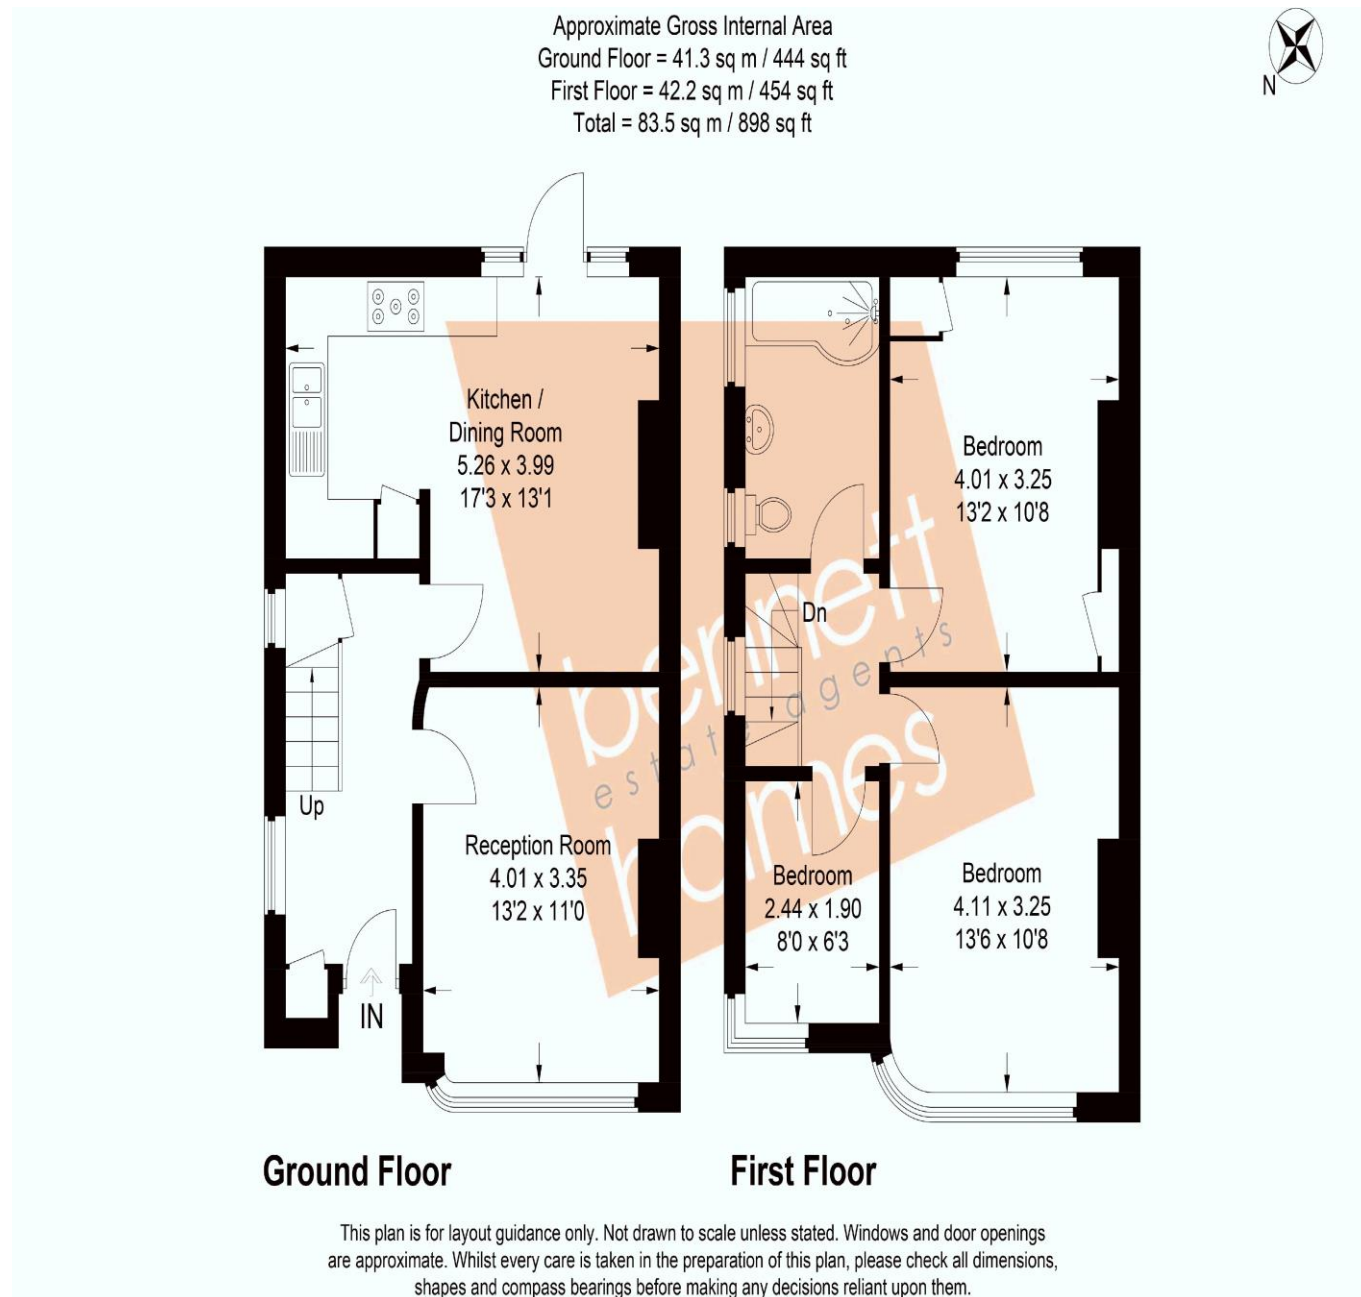 Approximate Gross Internal Area
Ground Floor = 41.3 sq m / 444 sq ft
First Floor = 42.2 sq m / 454 sq ft
Total = 83.5 sq m / 898 sq ft
N
Kitchen /
Dining Room
5.26 x 3.99
17'3 x 13'1
Up
Reception Room
4.01 x 3.35
13'2 x 11'0
IN
Bedroom
4.01 x 3.25
13'2 x 10'8
Dn
Bedroom
2.44 x 1.90
8'0 x 6'3
Bedroom
4.11 x 3.25
13'6 x 10'8
bennett
estate agents
homes
Ground Floor
First Floor
This plan is for layout guidance only. Not drawn to scale unless stated. Windows and door openings
are approximate. Whilst every care is taken in the preparation of this plan, please check all dimensions,
shapes and compass bearings before making any decisions reliant upon them.